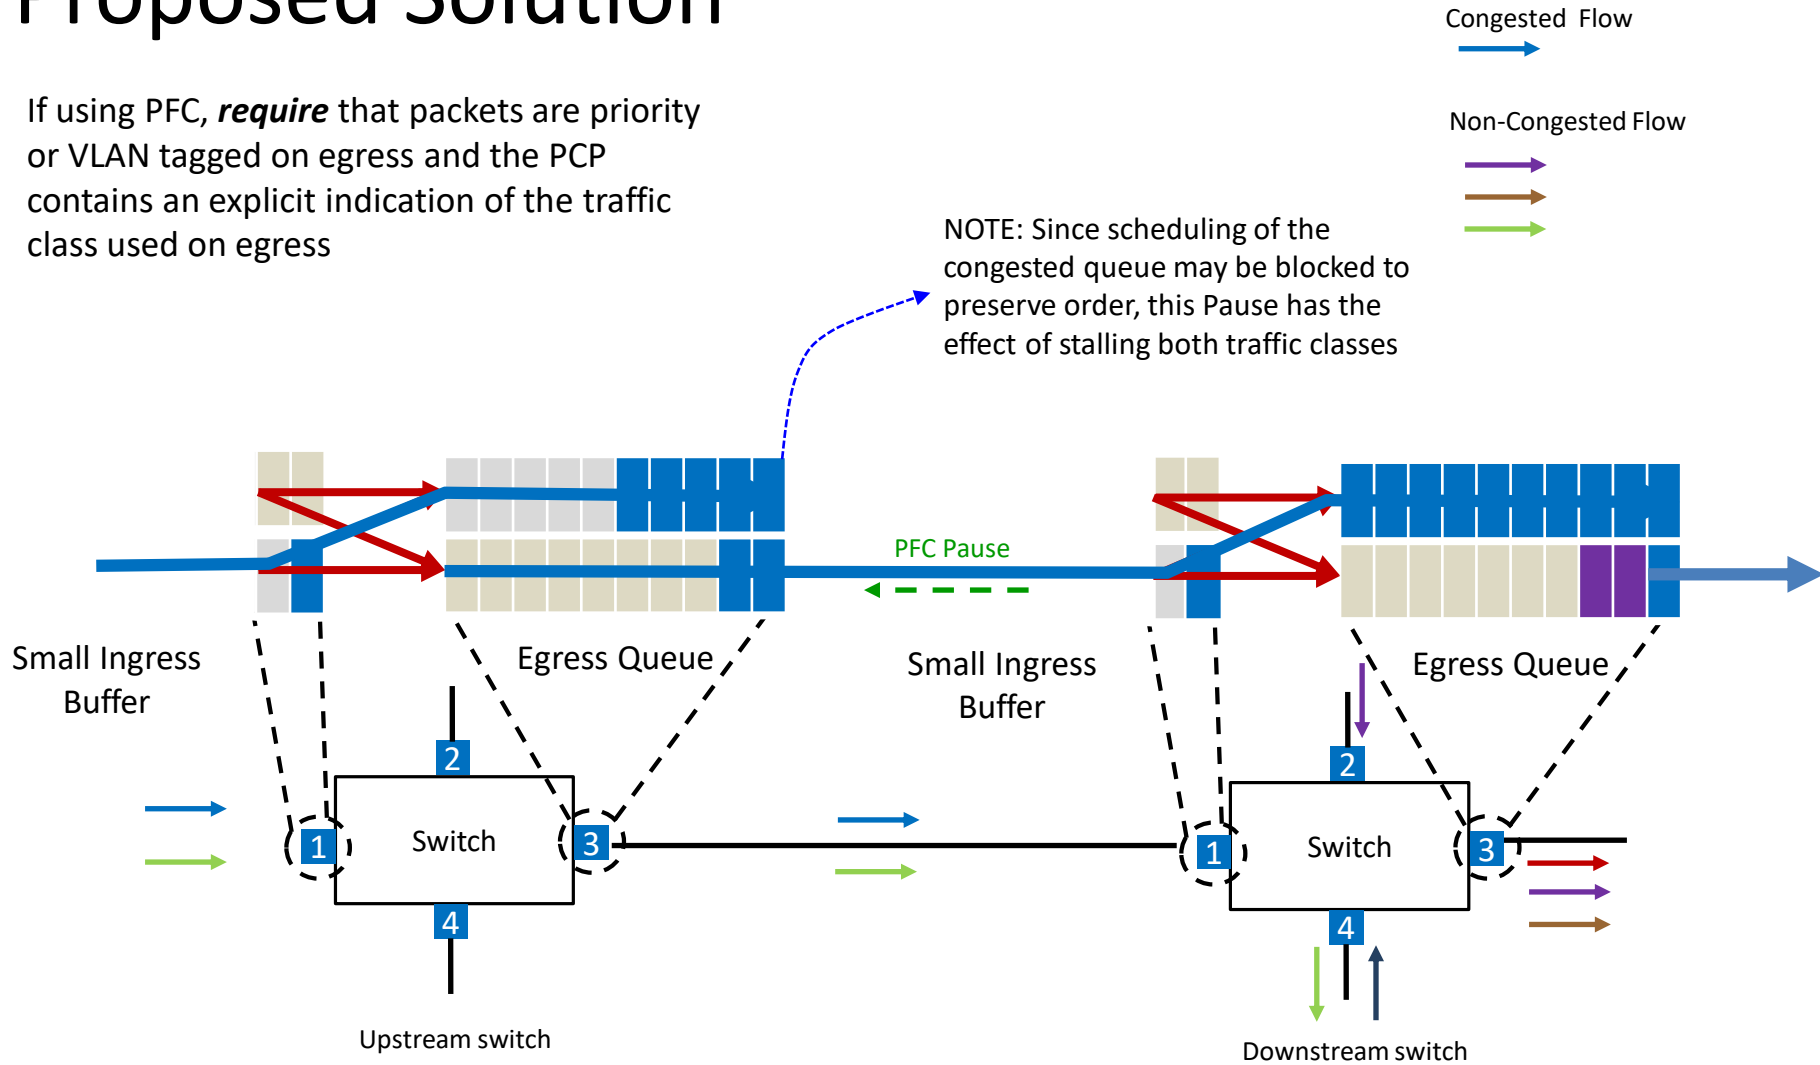 Proposed Solution
Congested Flow
If using PFC, require that packets are priority
or VLAN tagged on egress and the PCP
contains an explicit indication of the traffic
class used on egress
Non-Congested Flow
NOTE: Since scheduling of the
congested queue may be blocked to
preserve order, this Pause has the
effect of stalling both traffic classes
PFC Pause
Small Ingress
Buffer
Egress Queue
Small Ingress
Buffer
Egress Queue
2
1
Switch
3
4
Upstream switch
2
1
Switch
3
4
Downstream switch